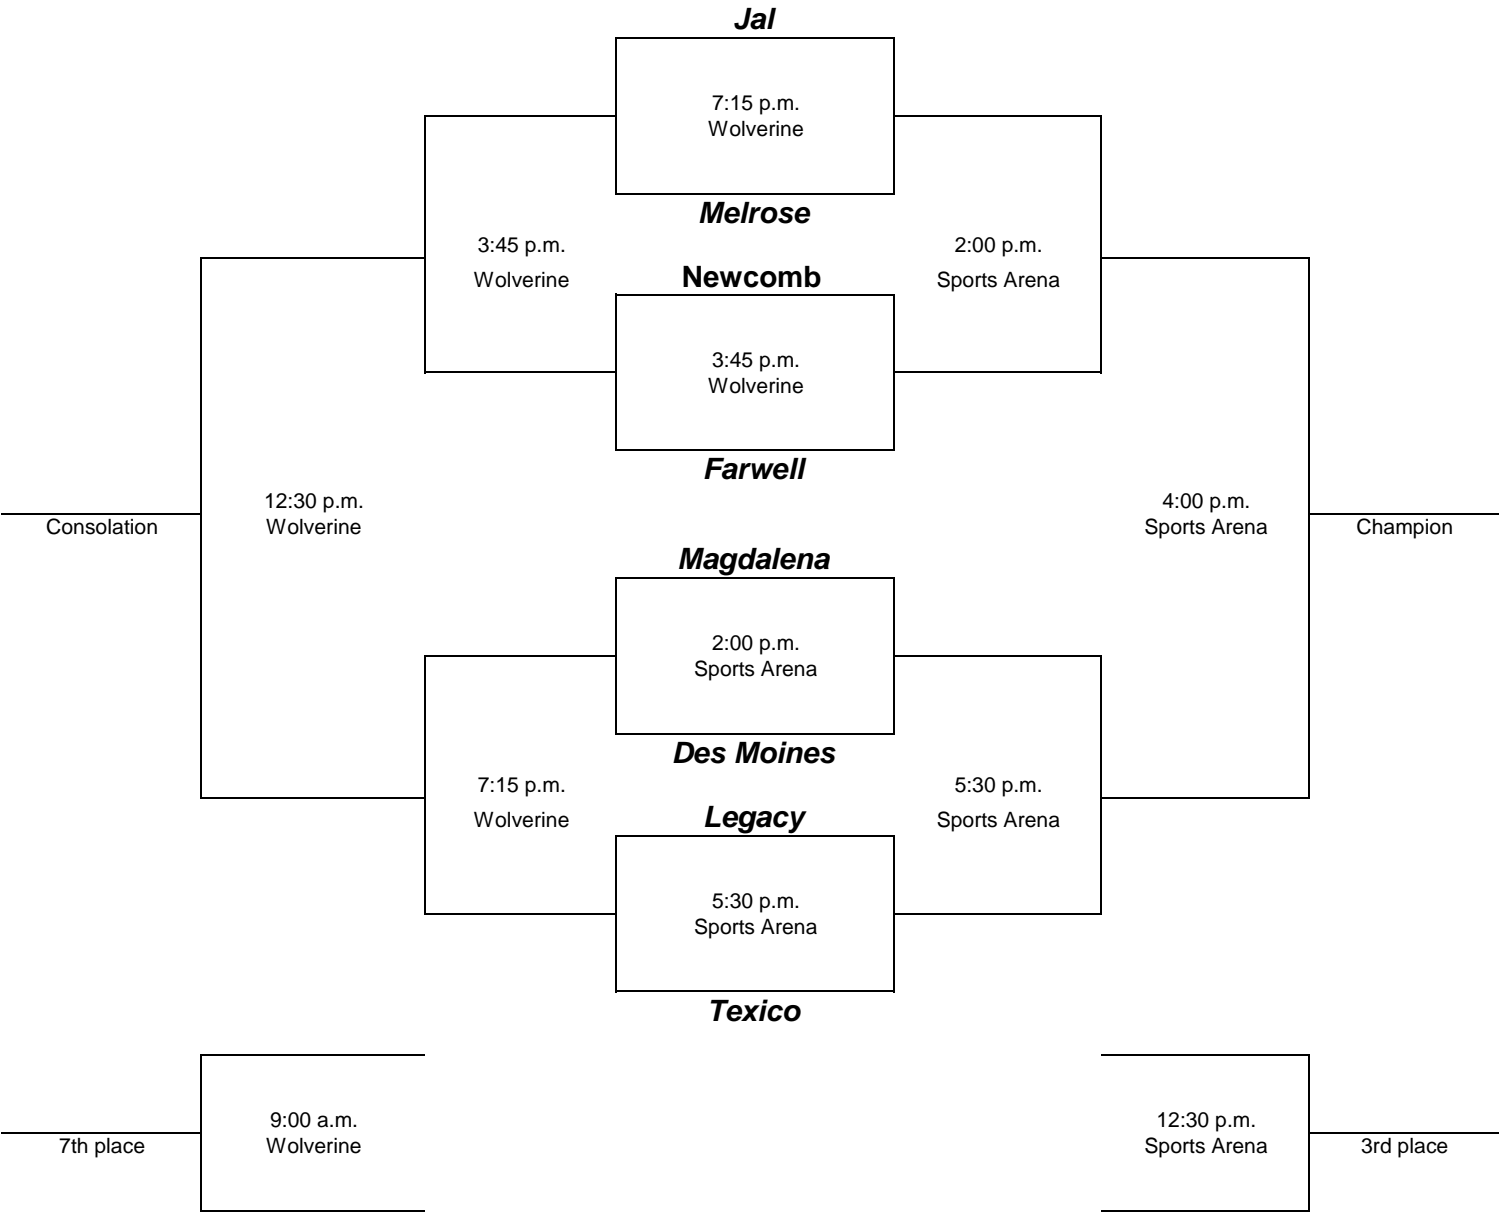 Jal
7:15 p.m.
Wolverine
Melrose
3:45 p.m.
Wolverine
2:00 p.m.
Sports Arena
Newcomb
3:45 p.m.
Wolverine
Farwell
12:30 p.m.
Wolverine
Consolation
4:00 p.m.
Sports Arena
Champion
Magdalena
2:00 p.m.
Sports Arena
Des Moines
7:15 p.m.
Wolverine
5:30 p.m.
Sports Arena
Legacy
5:30 p.m.
Sports Arena
Texico
9:00 a.m.
Wolverine
7th place
12:30 p.m.
Sports Arena
3rd place